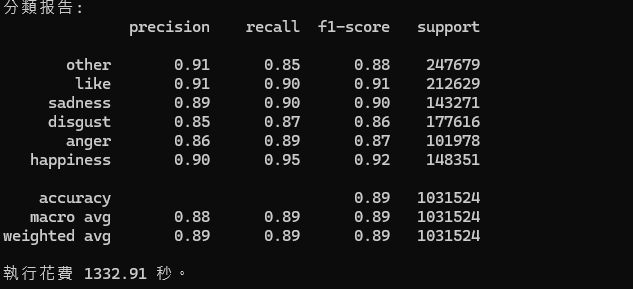 分類报告:
precision recall f1-score support
other 0.91 0.85 0.88 247679
like 0.91 0.90 0.91 212629
sadness 0.89 0.90 0.90 143271
disgust 0.85 0.87 0.86 177616
anger 0.86 0.89 0.87 101978
happiness 0.90 0.95 0.92 148351
accuracy 0.89 1031524
macro avg 0.88 0.89 0.89 1031524
weighted avg 0.89 0.89 0.89 1031524
執行花費 1332.91 秒。